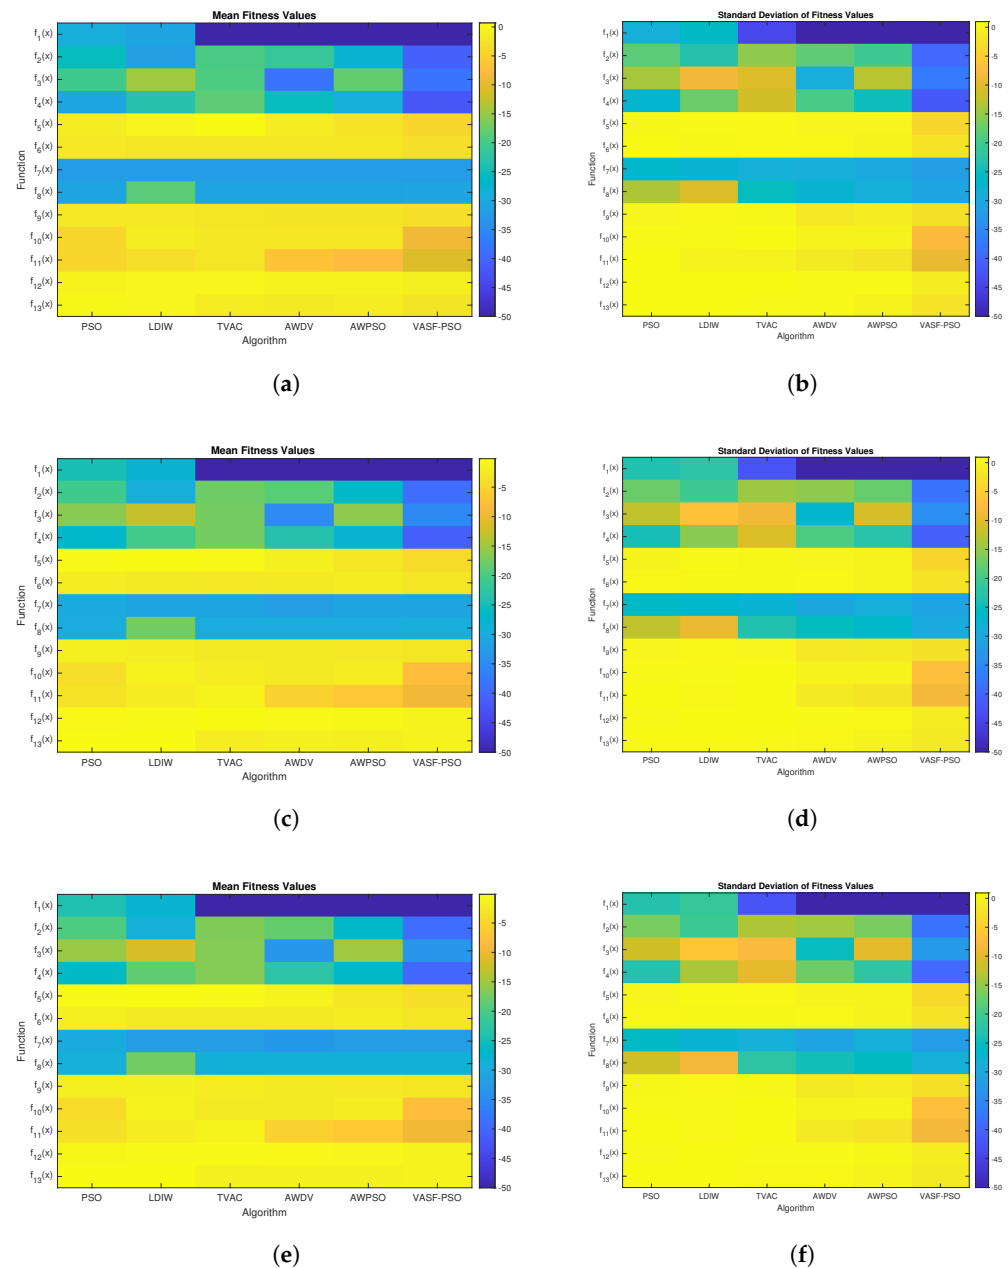 Mean Fitness Values
Function
f1(x)
f2(x)
f3(x)
f4(x)
f5(x)
f6(x)
f7(x)
f8(x)
f9(x)
f10(x)
f11(x)
f12(x)
f13(x)
PSO LDIW TVAC AWDV AWPSO VASF-PSO
Algorithm
0
-5
-10
-15
-20
-25
-30
-35
-40
-45
-50
(a)
Standard Deviation of Fitness Values
Function
f1(x)
f2(x)
f3(x)
f4(x)
f5(x)
f6(x)
f7(x)
f8(x)
f9(x)
f10(x)
f11(x)
f12(x)
f13(x)
PSO LDIW TVAC AWDV AWPSO VASF-PSO
Algorithm
0
-5
-10
-15
-20
-25
-30
-35
-40
-45
-50
(b)
Mean Fitness Values
Function
f1(x)
f2(x)
f3(x)
f4(x)
f5(x)
f6(x)
f7(x)
f8(x)
f9(x)
f10(x)
f11(x)
f12(x)
f13(x)
PSO LDIW TVAC AWDV AWPSO VASF-PSO
Algorithm
-5
-10
-15
-20
-25
-30
-35
-40
-45
-50
(c)
Standard Deviation of Fitness Values
Function
f1(x)
f2(x)
f3(x)
f4(x)
f5(x)
f6(x)
f7(x)
f8(x)
f9(x)
f10(x)
f11(x)
f12(x)
f13(x)
PSO LDIW TVAC AWDV AWPSO VASF-PSO
Algorithm
0
-5
-10
-15
-20
-25
-30
-35
-40
-45
-50
(d)
Mean Fitness Values
Function
f1(x)
f2(x)
f3(x)
f4(x)
f5(x)
f6(x)
f7(x)
f8(x)
f9(x)
f10(x)
f11(x)
f12(x)
f13(x)
PSO LDIW TVAC AWDV AWPSO VASF-PSO
Algorithm
-5
-10
-15
-20
-25
-30
-35
-40
-45
-50
(e)
Standard Deviation of Fitness Values
Function
f1(x)
f2(x)
f3(x)
f4(x)
f5(x)
f6(x)
f7(x)
f8(x)
f9(x)
f10(x)
f11(x)
f12(x)
f13(x)
PSO LDIW TVAC AWDV AWPSO VASF-PSO
Algorithm
0
-5
-10
-15
-20
-25
-30
-35
-40
-45
-50
(f)